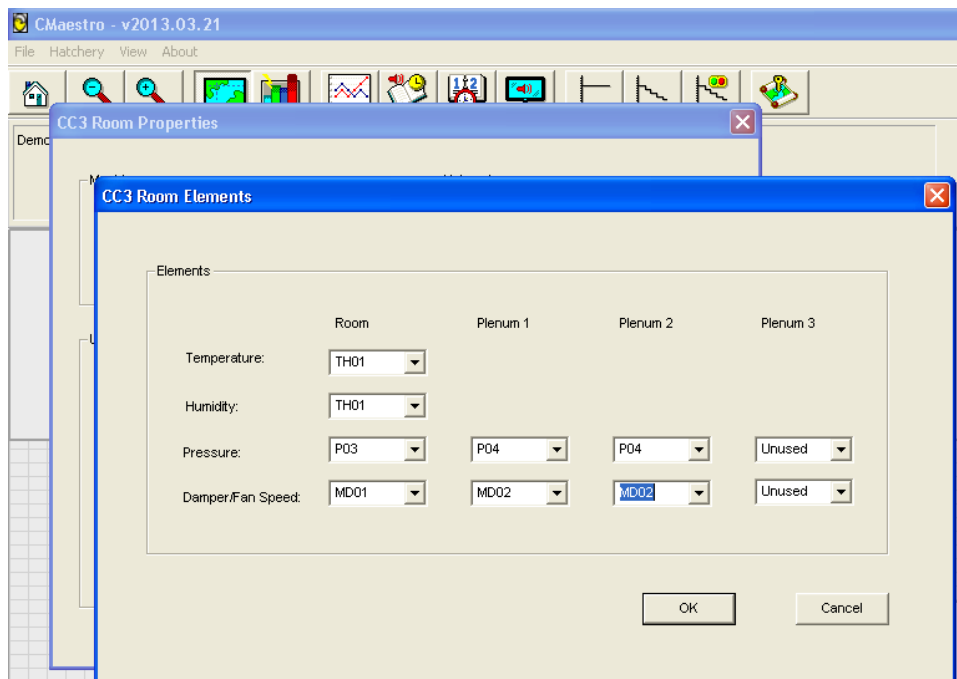 CMaestro - v2013.03.21
File Hatchery View About
CC3 Room Properties
Demo
CC3 Room Elements
Elements
Room Plenum 1 Plenum 2 Plenum 3
Temperature: TH01
Humidity: TH01
Pressure: P03 P04 P04 Unused
Damper/Fan Speed: MD01 MD02 MD02 Unused
OK Cancel